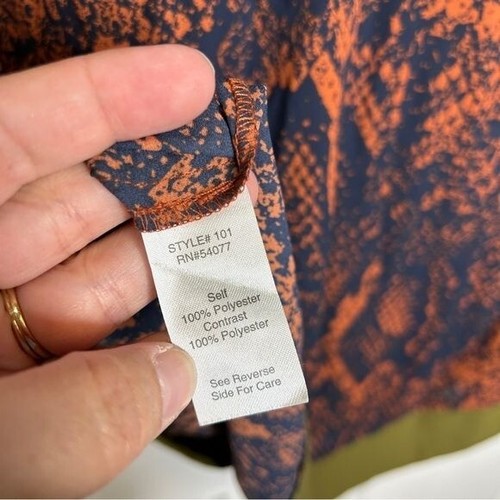 STYLE# 101
RN#54077
Self
100% Polyester
Contrast
100% Polyester
See Reverse
Side For Care